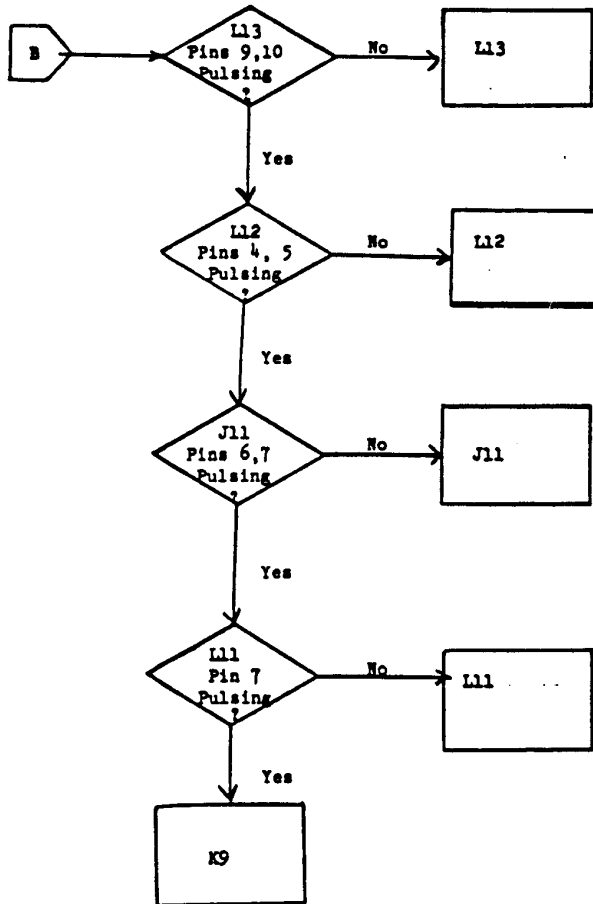 B
L13
Pins 9,10
Pulsing
?
No
L13
Yes
L12
Pins 4, 5
Pulsing
?
No
L12
Yes
J11
Pins 6,7
Pulsing
?
No
J11
Yes
L11
Pin 7
Pulsing
?
No
L11
Yes
K9